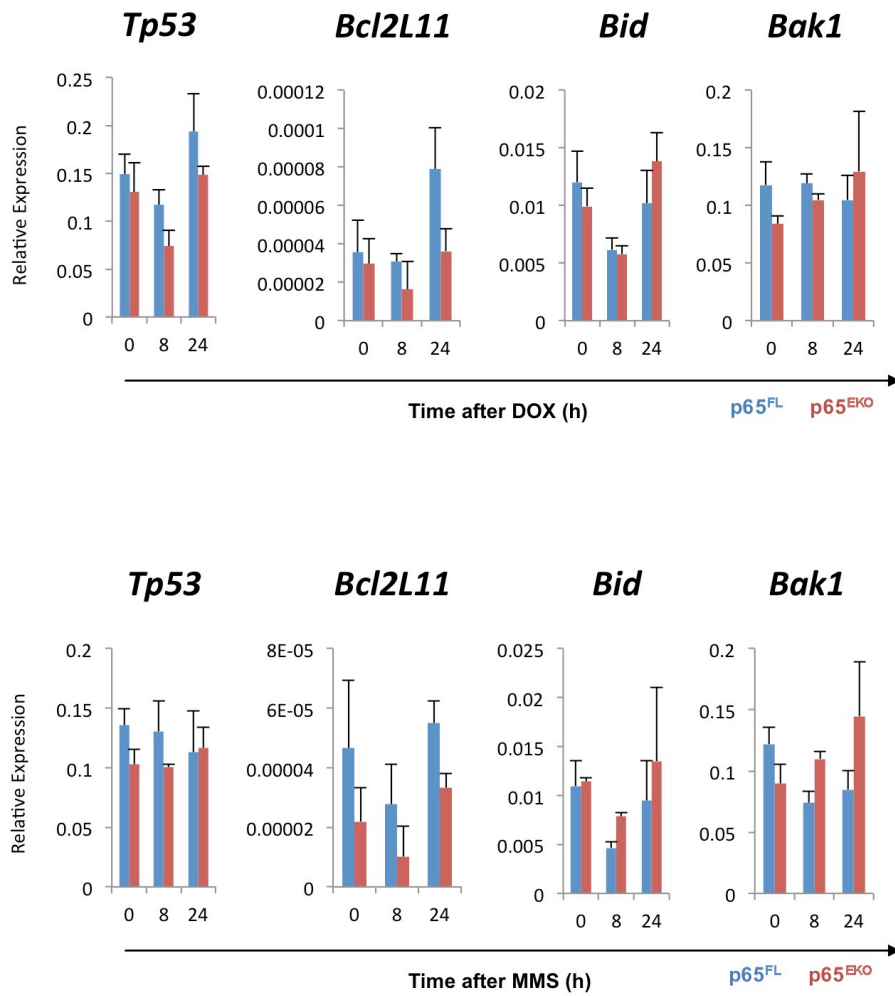 Tp53 Bcl2L11 Bid Bak1
Relative Expression
0.25
0.2
0.15
0.1
0.05
0
0 8 24
0.00012
0.0001
0.00008
0.00006
0.00004
0.00002
0
0 8 24
0.02
0.015
0.01
0.005
0
0 8 24
0.2
0.15
0.1
0.05
0
0 8 24
Time after DOX (h)
p65FL p65EKO
Tp53 Bcl2L11 Bid Bak1
Relative Expression
0.2
0.15
0.1
0.05
0
0 8 24
8E-05
6E-05
0.00004
0.00002
0
0 8 24
0.025
0.02
0.015
0.01
0.005
0
0 8 24
0.2
0.15
0.1
0.05
0
0 8 24
Time after MMS (h)
p65FL p65EKO